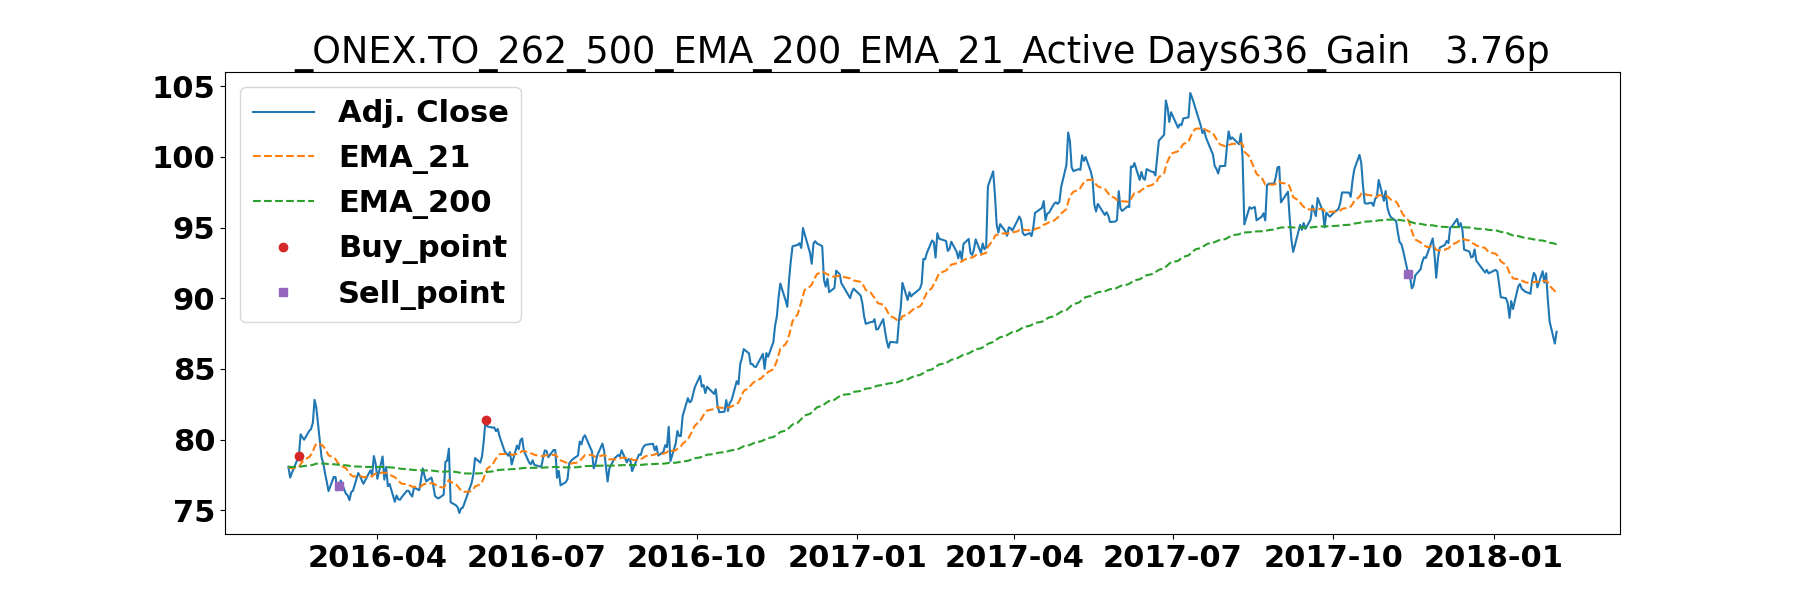 _ONEX.TO_262_500_EMA_200_EMA_21_Active Days636_Gain   3.76p
105
100
95
90
85
80
75
Adj. Close
EMA_21
EMA_200
Buy_point
Sell_point
2016-04 2016-07 2016-10 2017-01 2017-04 2017-07 2017-10 2018-01